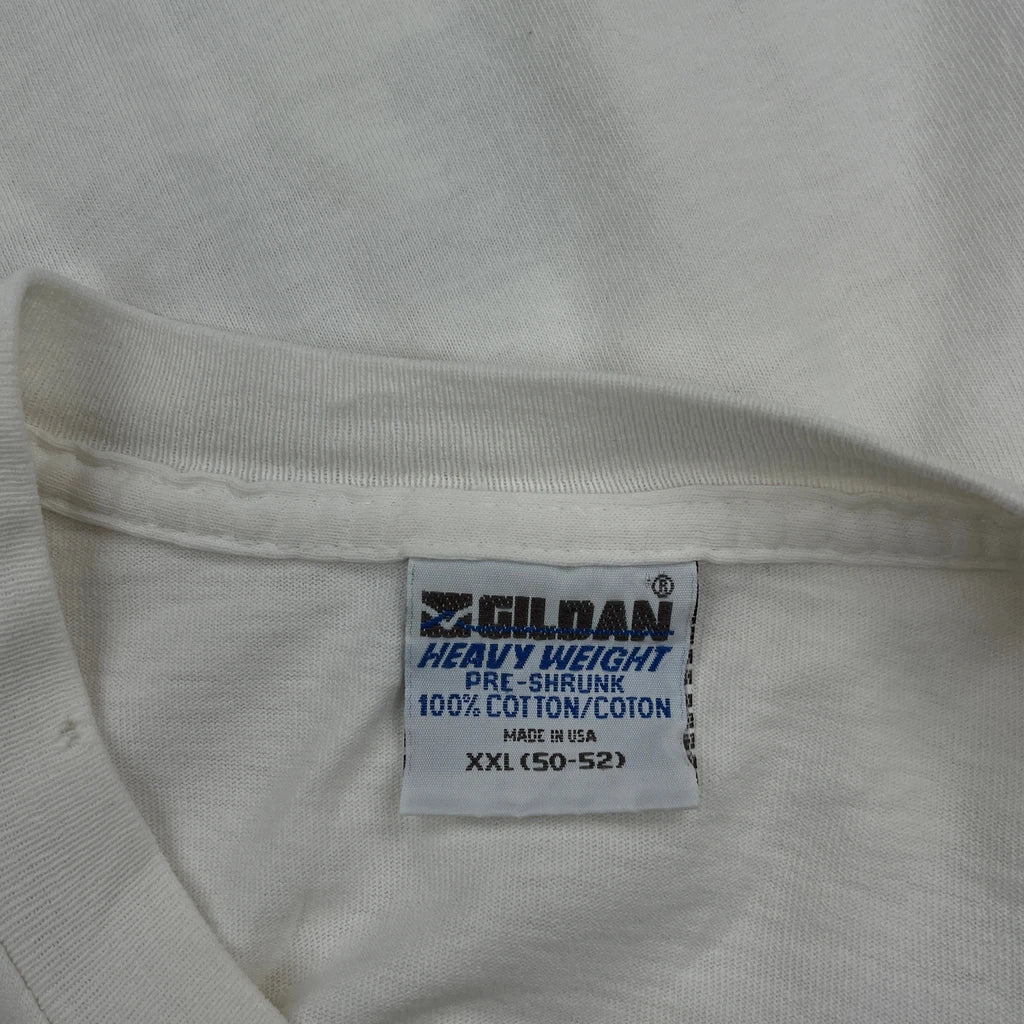 ®
GILDAN
HEAVY WEIGHT
PRE-SHRUNK
100% COTTON/COTON
MADE IN USA
XXL (50-52)